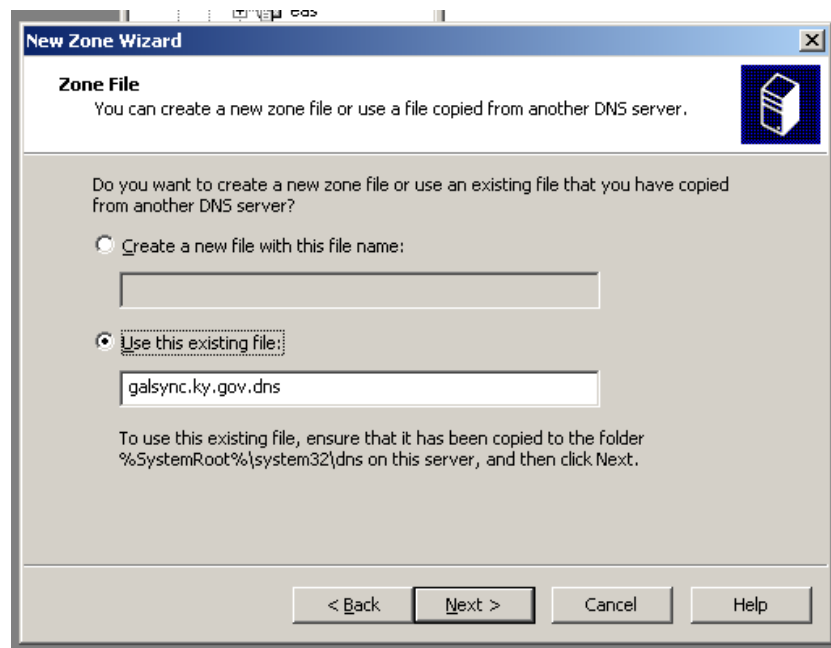 eas
New Zone Wizard
Zone File
You can create a new zone file or use a file copied from another DNS server.
Do you want to create a new zone file or use an existing file that you have copied
from another DNS server?
Create a new file with this file name:
Use this existing file:
galsync.ky.gov.dns
To use this existing file, ensure that it has been copied to the folder
%SystemRoot%\system32\dns on this server, and then click Next.
< Back Next > Cancel Help